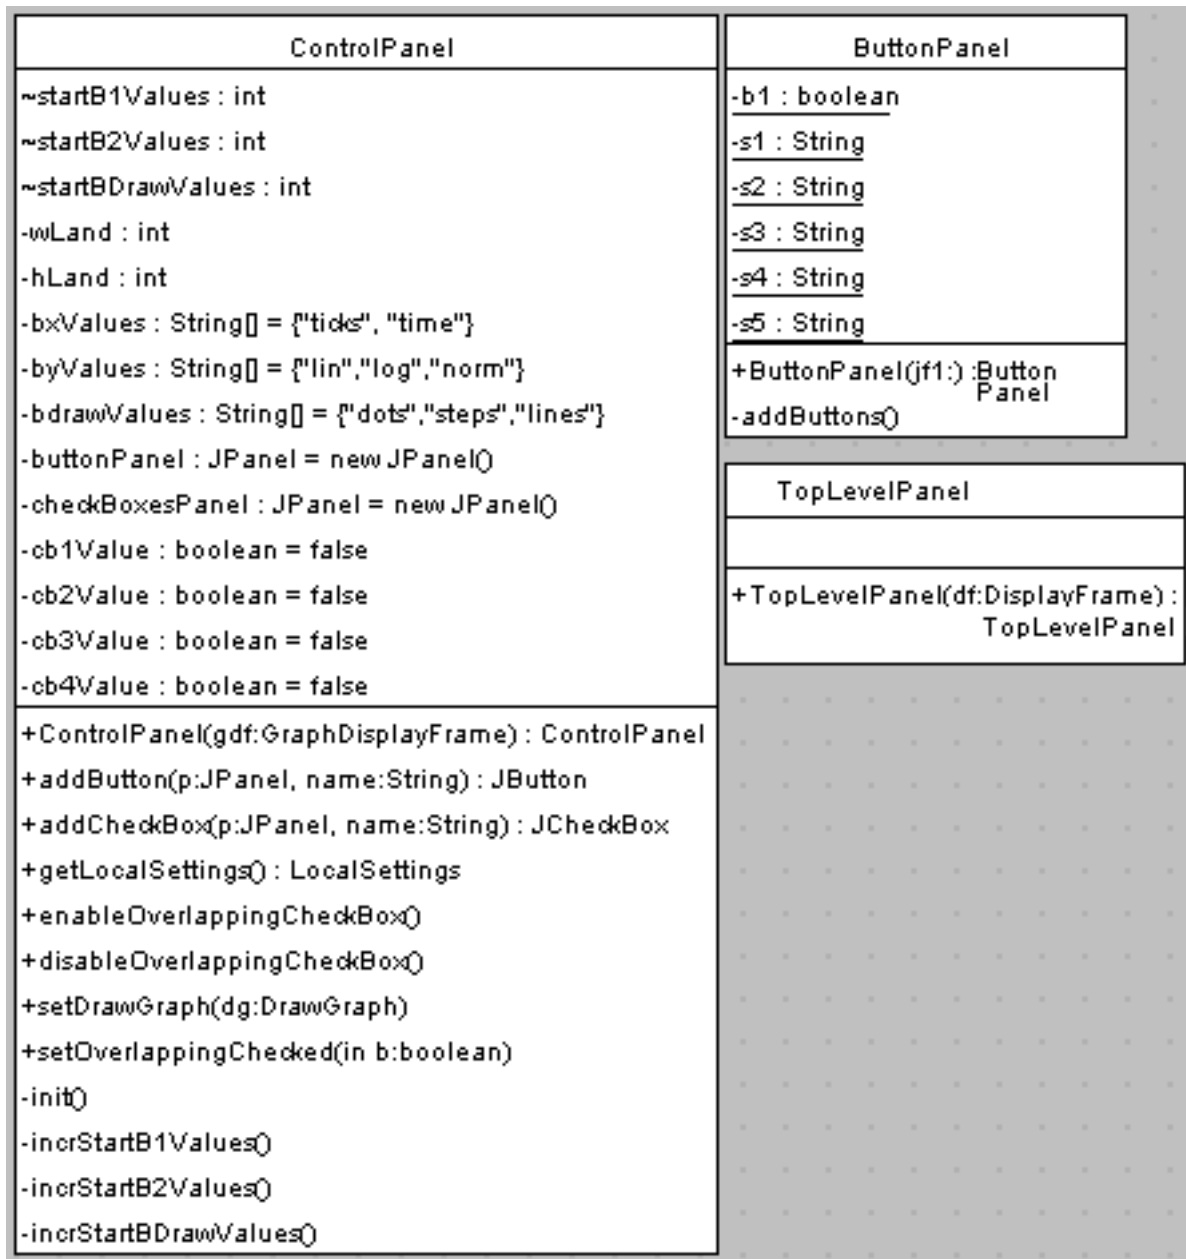 ControlPanel
~startB1Values : int
~startB2Values : int
~startBDrawValues : int
-wLand : int
-hLand : int
-bxValues : String[] = {"ticks", "time"}
-byValues : String[] = {"lin","log","norm"}
-bdrawValues : String[] = {"dots","steps","lines"}
-buttonPanel : JPanel = new JPanel()
-checkBoxesPanel : JPanel = new JPanel()
-cb1Value : boolean = false
-cb2Value : boolean = false
-cb3Value : boolean = false
-cb4Value : boolean = false
+ControlPanel(gdf:GraphDisplayFrame) : ControlPanel
+addButton(p:JPanel, name:String) : JButton
+addCheckBox(p:JPanel, name:String) : JCheckBox
+getLocalSettings() : LocalSettings
+enableOverlappingCheckBox()
+disableOverlappingCheckBox()
+setDrawGraph(dg:DrawGraph)
+setOverlappingChecked(in b:boolean)
-init()
-incrStartB1Values()
-incrStartB2Values()
-incrStartBDrawValues()
ButtonPanel
-b1 : boolean
-s1 : String
-s2 : String
-s3 : String
-s4 : String
-s5 : String
+ButtonPanel(jf1:) :Button
Panel
-addButtons()
TopLevelPanel
+TopLevelPanel(df:DisplayFrame) :
TopLevelPanel